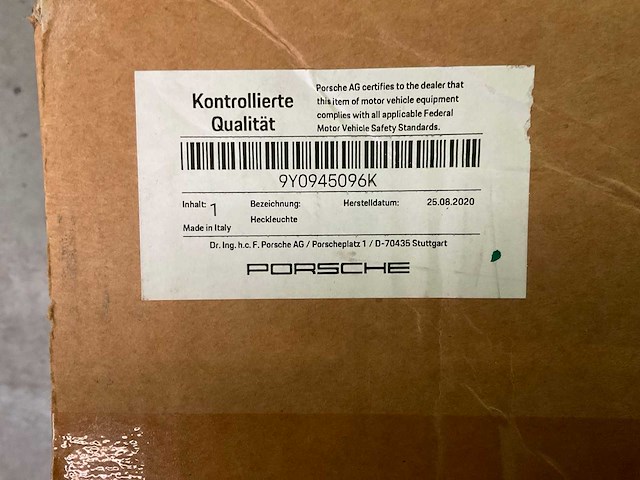 Kontrollierte
Qualität
Porsche AG certifies to the dealer that
this item of motor vehicle equipment
complies with all applicable Federal
Motor Vehicle Safety Standards.
9Y0945096K
Inhalt: 1 Bezeichnung: Herstelldatum: 25.08.2020
Heckleuchte
Made in Italy
Dr. Ing. h.c. F. Porsche AG / Porscheplatz 1 / D-70435 Stuttgart
PORSCHE